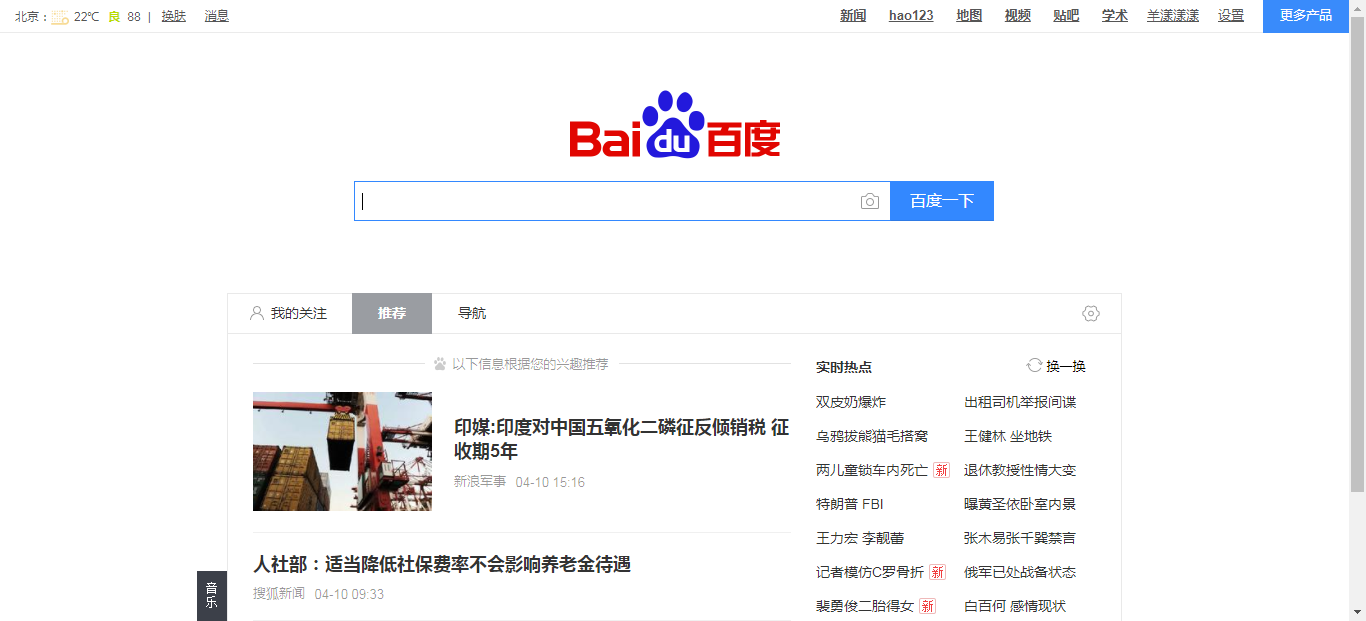 北京： 22℃ 良 88 | 换肤 消息
新闻 hao123 地图 视频 贴吧 学术 羊漾漾漾 设置 更多产品
Bai du 百度
百度一下
我的关注 推荐 导航
以下信息根据您的兴趣推荐
印媒:印度对中国五氧化二磷征反倾销税 征
收期5年
新浪军事 04-10 15:16
人社部：适当降低社保费率不会影响养老金待遇
搜狐新闻 04-10 09:33
音
乐
实时热点 换一换
双皮奶爆炸 出租司机举报间谍
乌鸦拔熊猫毛搭窝 王健林 坐地铁
两儿童锁车内死亡 新 退休教授性情大变
特朗普 FBI 曝黄圣依卧室内景
王力宏 李靓蕾 张木易张千巽禁言
记者模仿C罗骨折 新 俄军已处战备状态
裴勇俊二胎得女 新 白百何 感情现状